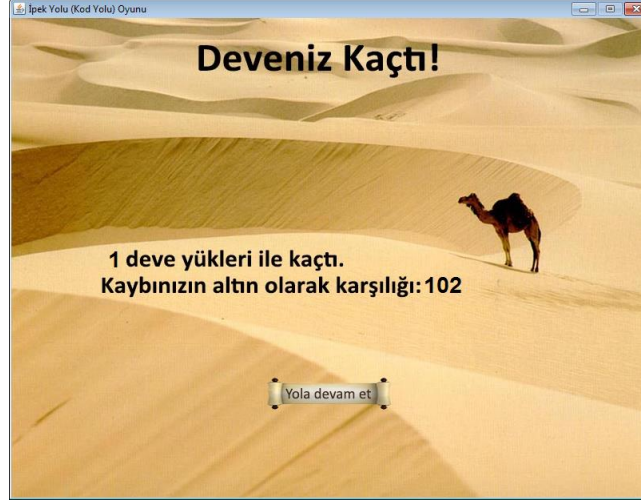 İpek Yolu (Kod Yolu) Oyunu
Deveniz Kaçtı!
1 deve yükleri ile kaçtı.
Kaybınızın altın olarak karşılığı: 102
Yola devam et